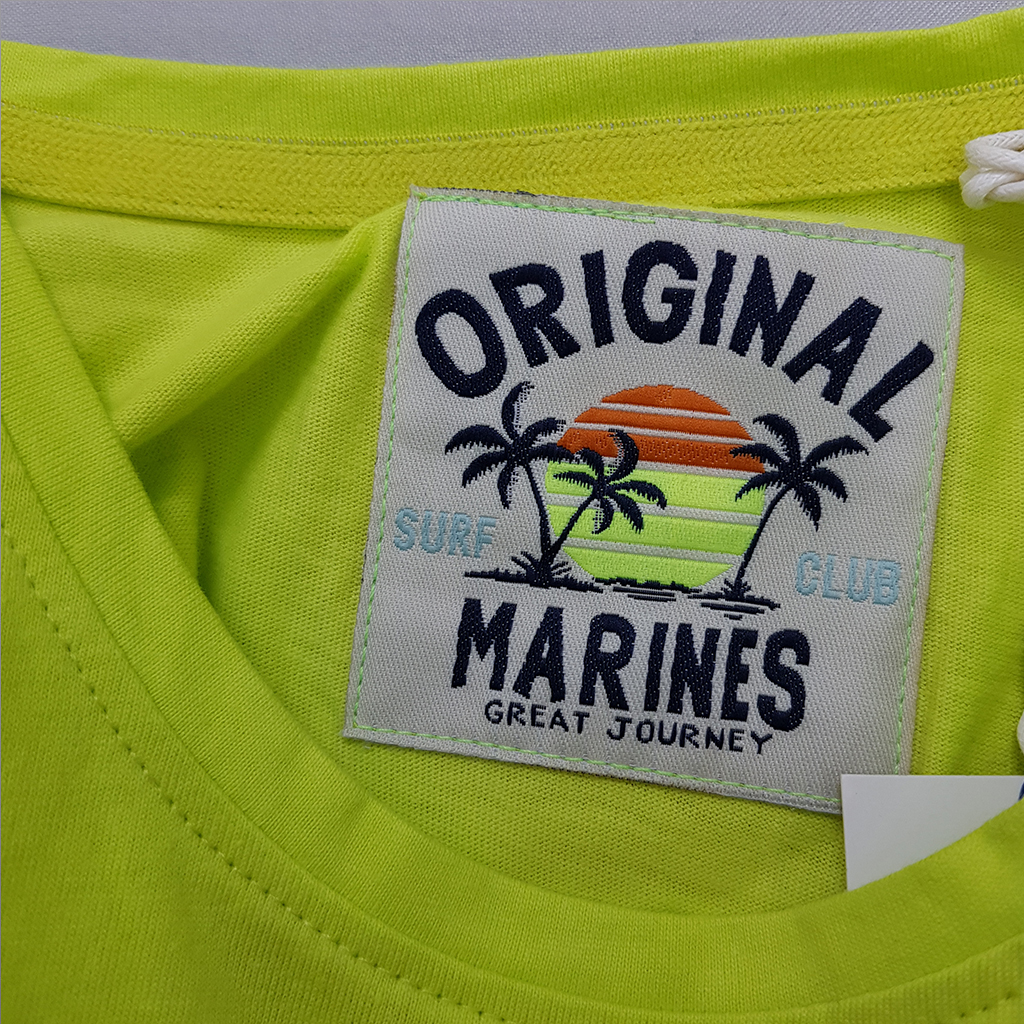 ORIGINAL
SURF CLUB
MARINES
GREAT JOURNEY